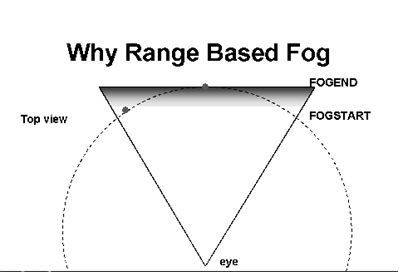 Why Range Based Fog
FOGEND
FOGSTART
Top view
eye